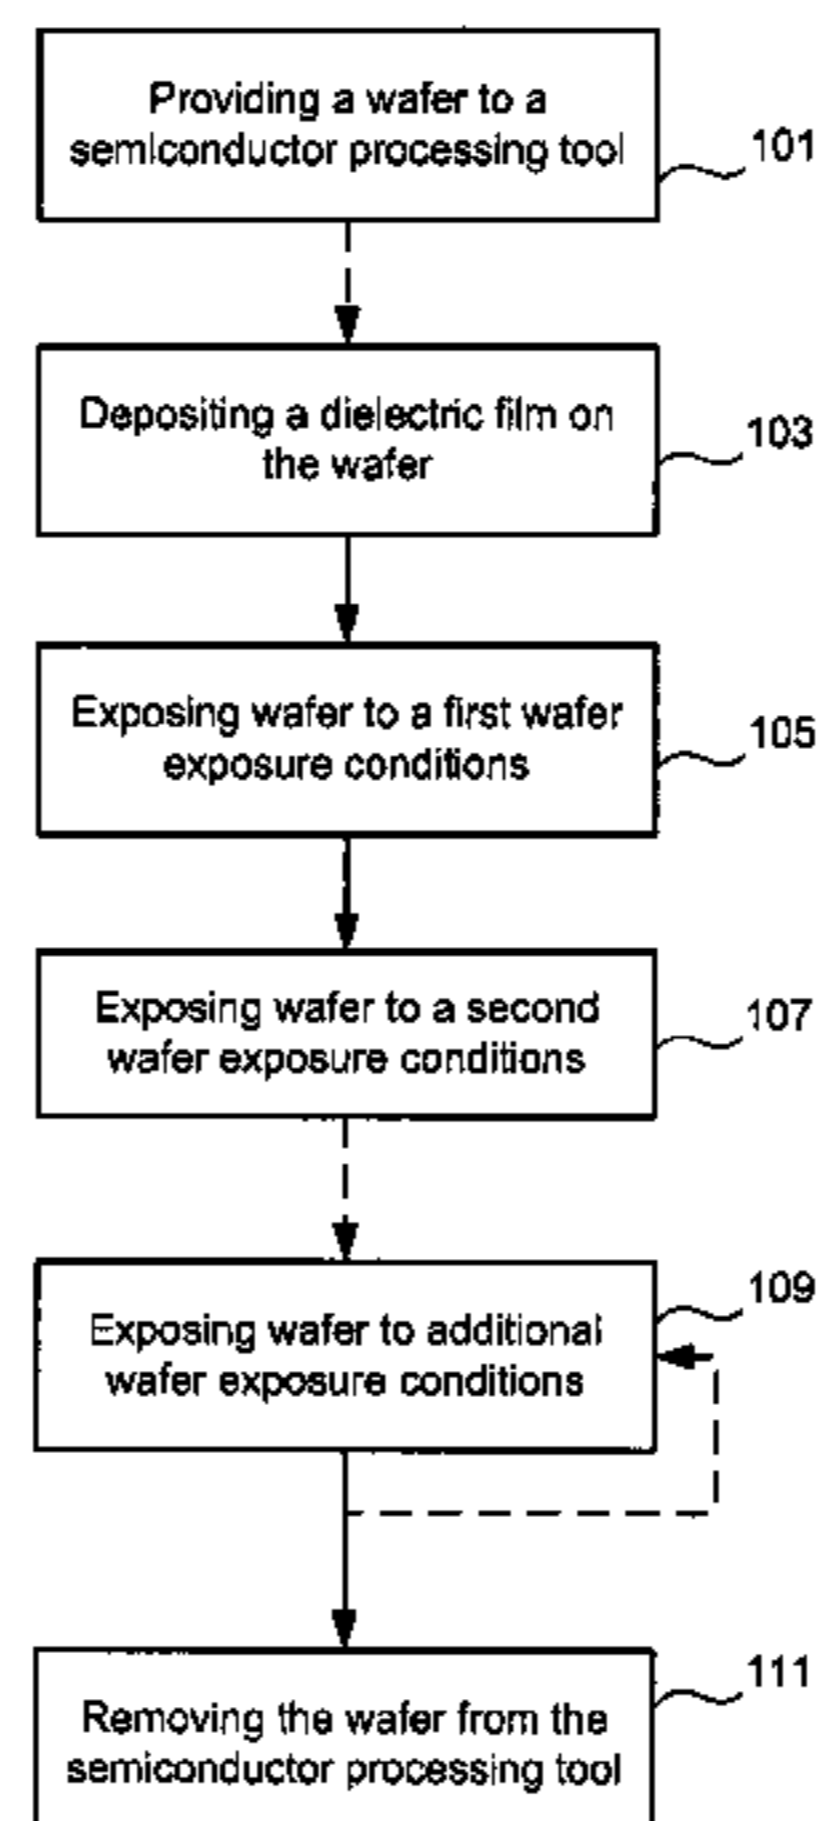 Providing a wafer to a
semiconductor processing tool
101
Depositing a dielectric film on
the wafer
103
Exposing wafer to a first wafer
exposure conditions
105
Exposing wafer to a second
wafer exposure conditions
107
Exposing wafer to additional
wafer exposure conditions
109
Removing the wafer from the
semiconductor processing tool
111